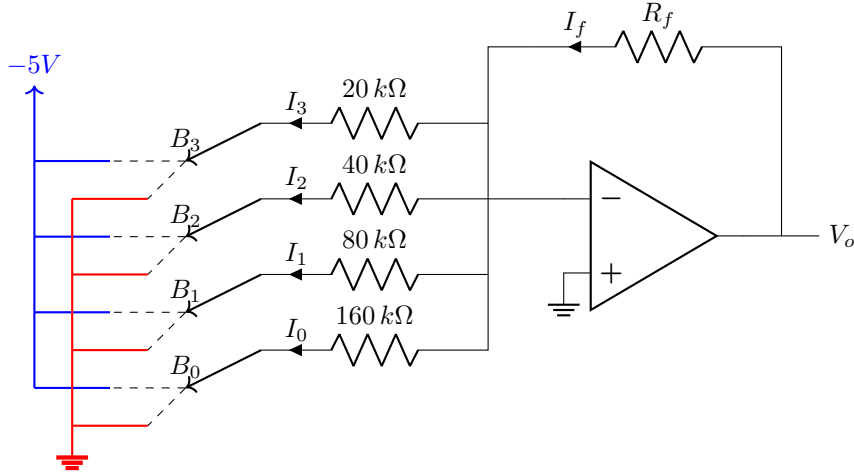 R_f
I_f
−5V
20 kΩ
I_3
B_3
40 kΩ
I_2
−
B_2
V_o
80 kΩ
I_1
+
B_1
160 kΩ
I_0
B_0